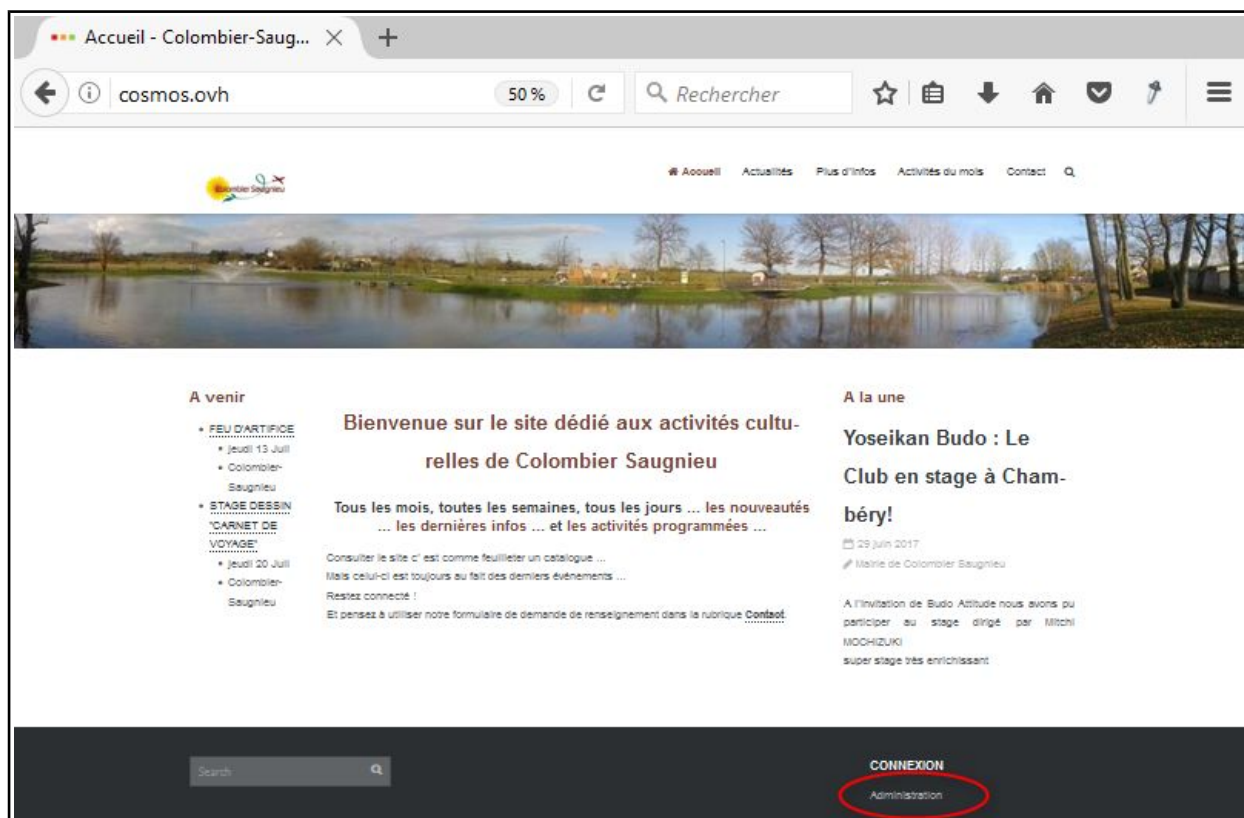 Accueil - Colombier-Saug...
cosmos.ovh
50 %
Rechercher
Colombier Saugnieu
Accueil
Actualités
Plus d'infos
Activités du mois
Contact
A venir
FEU D'ARTIFICE
jeudi 13 Juil
Colombier-
Saugnieu
STAGE DESSIN
"CARNET DE
VOYAGE"
jeudi 20 Juil
Colombier-
Saugnieu
Bienvenue sur le site dédié aux activités cultu-
relles de Colombier Saugnieu
Tous les mois, toutes les semaines, tous les jours ... les nouveautés
... les dernières infos ... et les activités programmées ...
Consulter le site c' est comme feuilleter un catalogue ...
Mais celui-ci est toujours au fait des derniers événements ...
Restez connecté !
Et pensez à utiliser notre formulaire de demande de renseignement dans la rubrique Contact.
A la une
Yoseikan Budo : Le
Club en stage à Cham-
béry!
29 juin 2017
Mairie de Colombier Saugnieu
A l'invitation de Budo Attitude nous avons pu
participer au stage dirigé par Mitchi
MOCHIZUKI
super stage très enrichissant
Search
CONNEXION
Administration